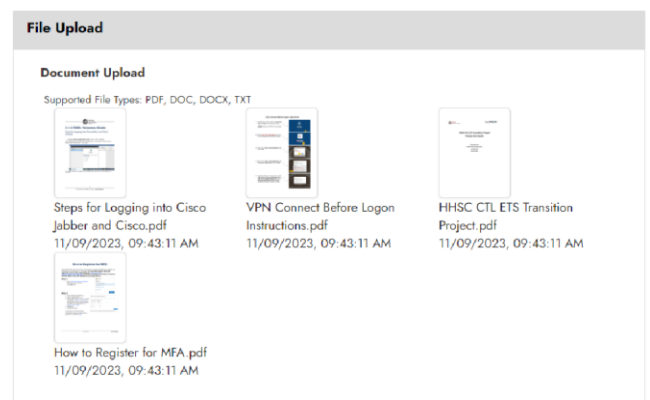 File Upload
Document Upload
Supported File Types: PDF, DOC, DOCX, TXT
Steps for Logging into Cisco
Jabber and Cisco.pdf
11/09/2023, 09:43:11 AM
VPN Connect Before Logon
Instructions.pdf
11/09/2023, 09:43:11 AM
HHSC CTL ETS Transition
Project.pdf
11/09/2023, 09:43:11 AM
How to Register for MFA.pdf
11/09/2023, 09:43:11 AM